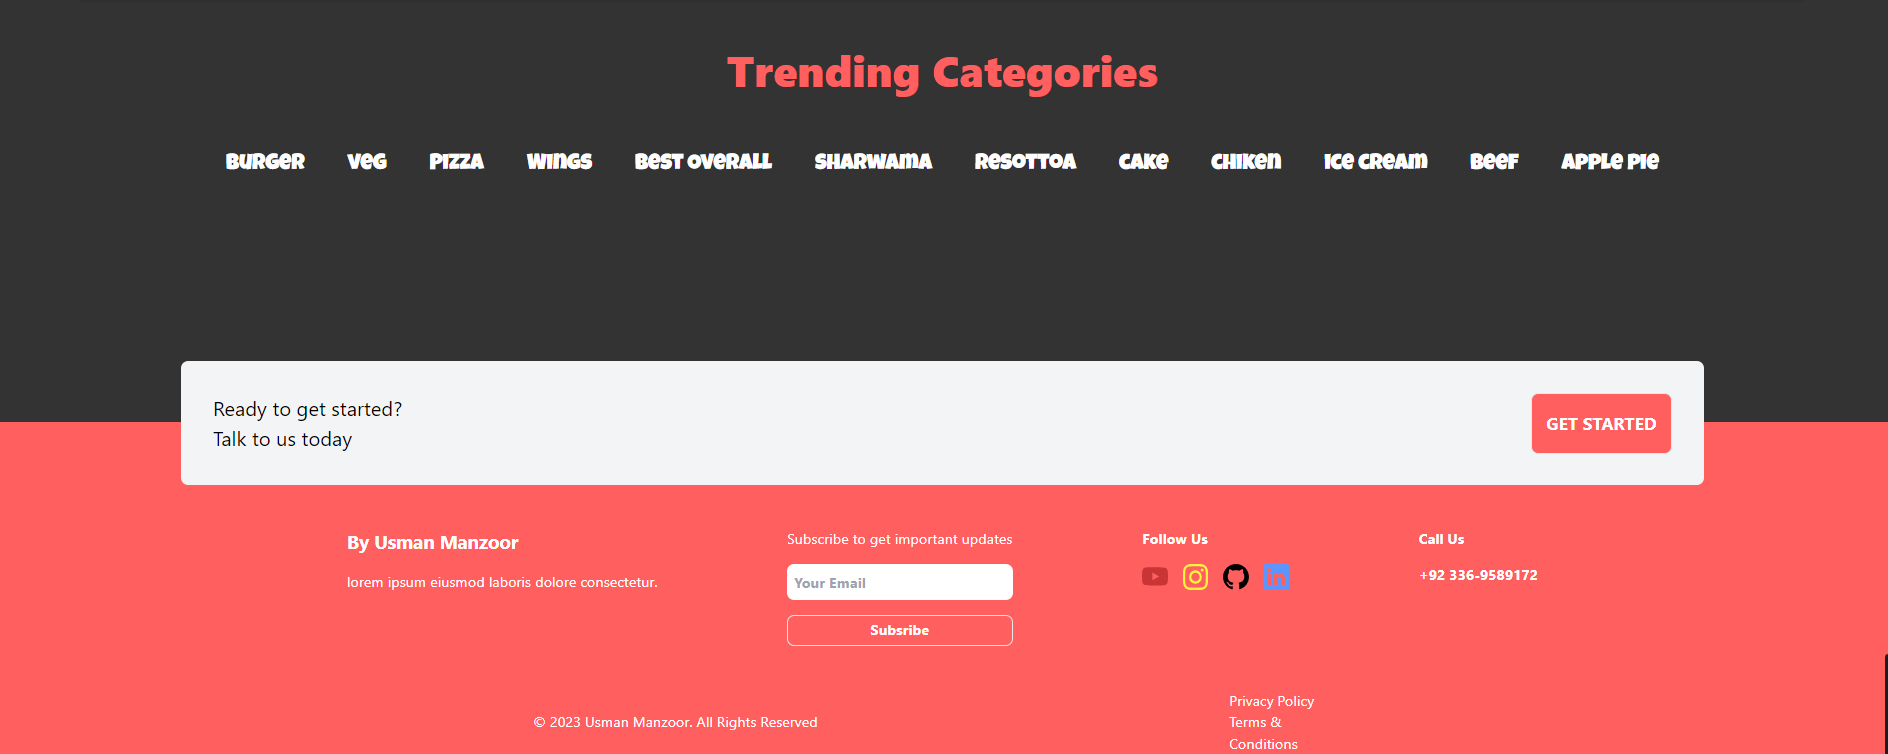 Trending Categories
Burger Veg Pizza Wings Best Overall Sharwama Resottoa Cake Chiken Ice Cream Beef Apple Pie
Ready to get started?
Talk to us today
GET STARTED
By Usman Manzoor
lorem ipsum eiusmod laboris dolore consectetur.
Subscribe to get important updates
Your Email
Subsribe
Follow Us
Call Us
+92 336-9589172
© 2023 Usman Manzoor. All Rights Reserved
Privacy Policy
Terms &
Conditions